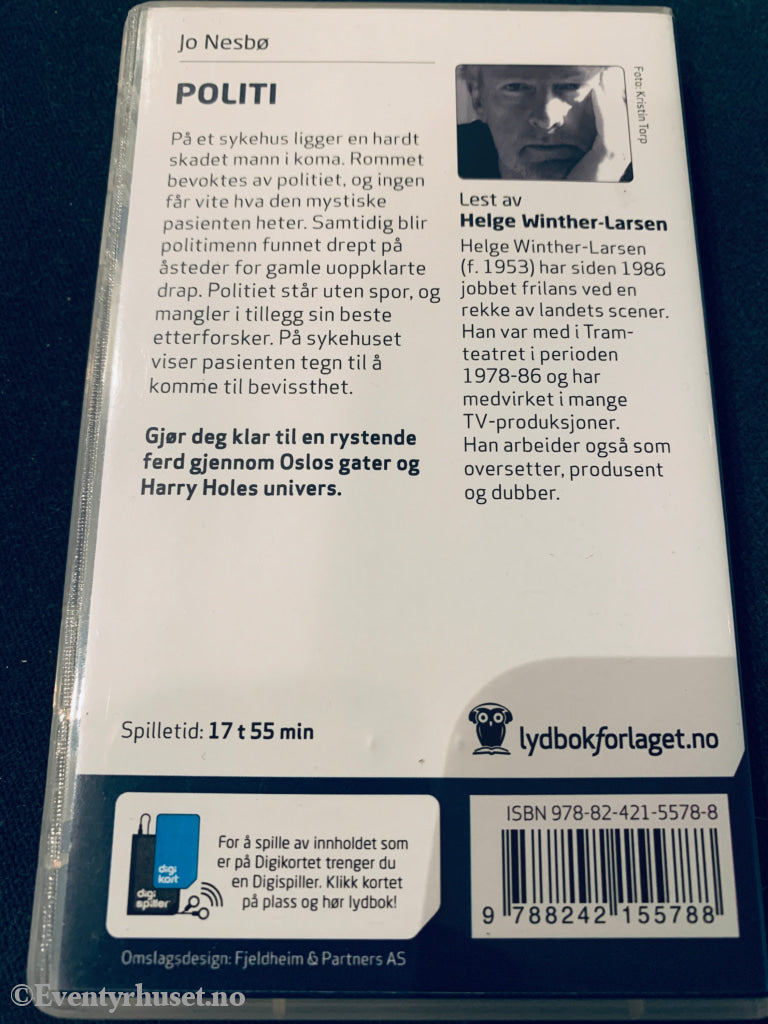 Jo Nesbø
POLITI
På et sykehus ligger en hardt
skadet mann i koma. Rommet
bevoktes av politiet, og ingen
får vite hva den mystiske
pasienten heter. Samtidig blir
politimenn funnet drept på
åsteder for gamle uoppklarte
drap. Politiet står uten spor, og
mangler i tillegg sin beste
etterforsker. På sykehuset
viser pasienten tegn til å
komme til bevissthet.
Gjør deg klar til en rystende
ferd gjennom Oslos gater og
Harry Holes univers.
Foto: Kristin Torp
Lest av
Helge Winther-Larsen
Helge Winther-Larsen
(f. 1953) har siden 1986
jobbet frilans ved en
rekke av landets scener.
Han var med i Tram-
teatret i perioden
1978-86 og har
medvirket i mange
TV-produksjoner.
Han arbeider også som
oversetter, produsent
og dubber.
Spilletid: 17 t 55 min
lydbokforlaget.no
digi
kort
digi
spiller
For å spille av innholdet som
er på Digikortet trenger du
en Digispiller. Klikk kortet
på plass og hør lydbok!
ISBN 978-82-421-5578-8
9 788242 155788
Omslagsdesign: Fjeldheim & Partners AS
©Eventyrhuset.no